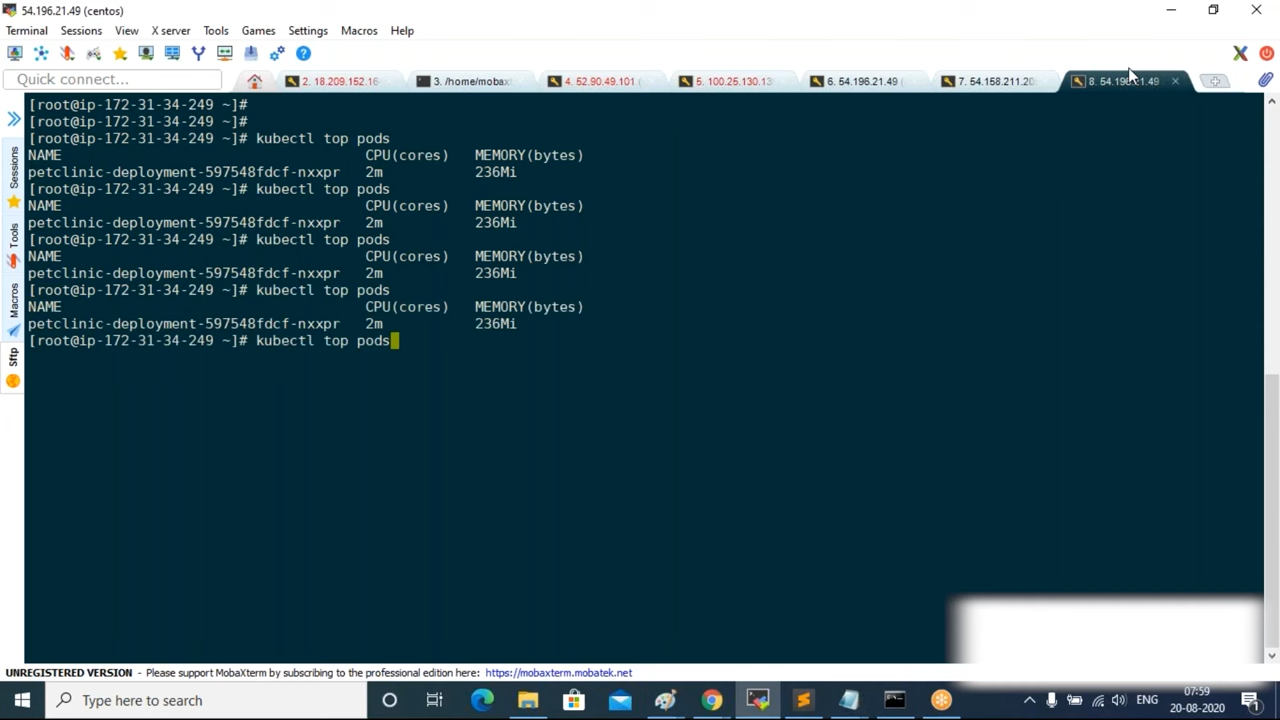 54.196.21.49 (centos)
Terminal Sessions View X server Tools Games Settings Macros Help
Quick connect...
2. 18.209.152.16
3. /home/moba
4. 52.90.49.101 (
5. 100.25.130.13
6. 54.196.21.49 (
7. 54.158.211.20
8. 54.196.21.49
Sessions
Tools
Macros
Sftp
[root@ip-172-31-34-249 ~]#
[root@ip-172-31-34-249 ~]#
[root@ip-172-31-34-249 ~]# kubectl top pods
NAME CPU(cores) MEMORY(bytes)
petclinic-deployment-597548fdcf-nxxpr 2m 236Mi
[root@ip-172-31-34-249 ~]# kubectl top pods
NAME CPU(cores) MEMORY(bytes)
petclinic-deployment-597548fdcf-nxxpr 2m 236Mi
[root@ip-172-31-34-249 ~]# kubectl top pods
NAME CPU(cores) MEMORY(bytes)
petclinic-deployment-597548fdcf-nxxpr 2m 236Mi
[root@ip-172-31-34-249 ~]# kubectl top pods
NAME CPU(cores) MEMORY(bytes)
petclinic-deployment-597548fdcf-nxxpr 2m 236Mi
[root@ip-172-31-34-249 ~]# kubectl top pods
UNREGISTERED VERSION - Please support MobaXterm by subscribing to the professional edition here: https://mobaxterm.mobatek.net
Type here to search
ENG
07:59
20-08-2020